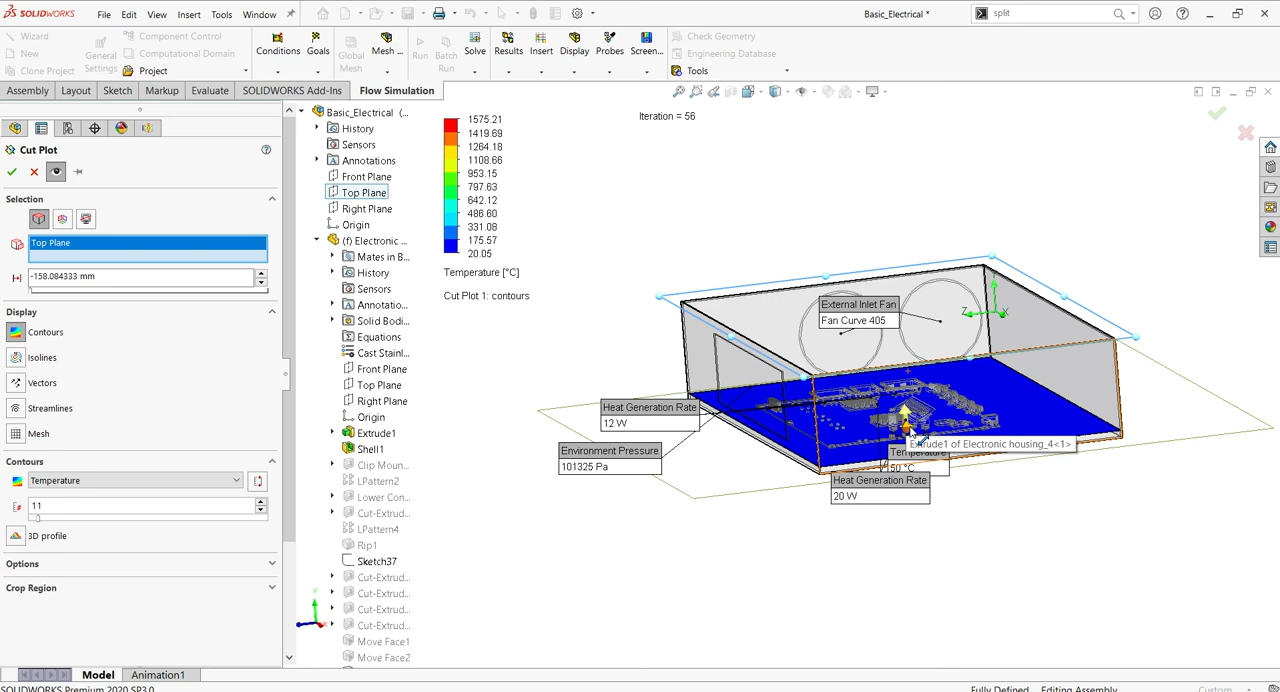 SOLIDWORKS
File Edit View Insert Tools Window
Basic_Electrical *
split
Wizard
New
Clone Project
General
Settings
Component Control
Computational Domain
Project
Conditions
Goals
Global
Mesh
Mesh ...
Run
Batch
Run
Solve
Results
Insert
Display
Probes
Screen...
Check Geometry
Engineering Database
Tools
Assembly Layout Sketch Markup Evaluate SOLIDWORKS Add-Ins Flow Simulation
Cut Plot
Selection
Top Plane
-158.084333 mm
Display
Contours
Isolines
Vectors
Streamlines
Mesh
Contours
Temperature
11
3D profile
Options
Crop Region
Basic_Electrical (...
History
Sensors
Annotations
Front Plane
Top Plane
Right Plane
Origin
(f) Electronic ...
Mates in B...
History
Sensors
Annotatio...
Solid Bodi...
Equations
Cast Stainl...
Front Plane
Top Plane
Right Plane
Origin
Extrude1
Shell1
Clip Moun...
LPattern2
Lower Con...
Cut-Extrud...
LPattern4
Rip1
Sketch37
Cut-Extrud...
Cut-Extrud...
Cut-Extrud...
Cut-Extrud...
Move Face1
Move Face2
1575.21
1419.69
1264.18
1108.66
953.15
797.63
642.12
486.60
331.08
175.57
20.05
Temperature [°C]
Cut Plot 1: contours
Iteration = 56
External Inlet Fan
Fan Curve 405
Z
X
Heat Generation Rate
12 W
Environment Pressure
101325 Pa
Extrude1 of Electronic housing_4<1>
Temperature
50 °C
Heat Generation Rate
20 W
Y
Model Animation1
SOLIDWORKS Premium 2020 SP3.0
Fully Defined Editing Assembly Custom